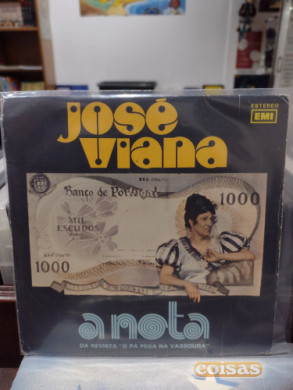 josé
viana
ESTEREO
EMI
Banco de Portugal
1000
MIL
ESCUDOS
1000
a nota
DA REVISTA "O PÁ PEGA NA VASSOURA"
coisas